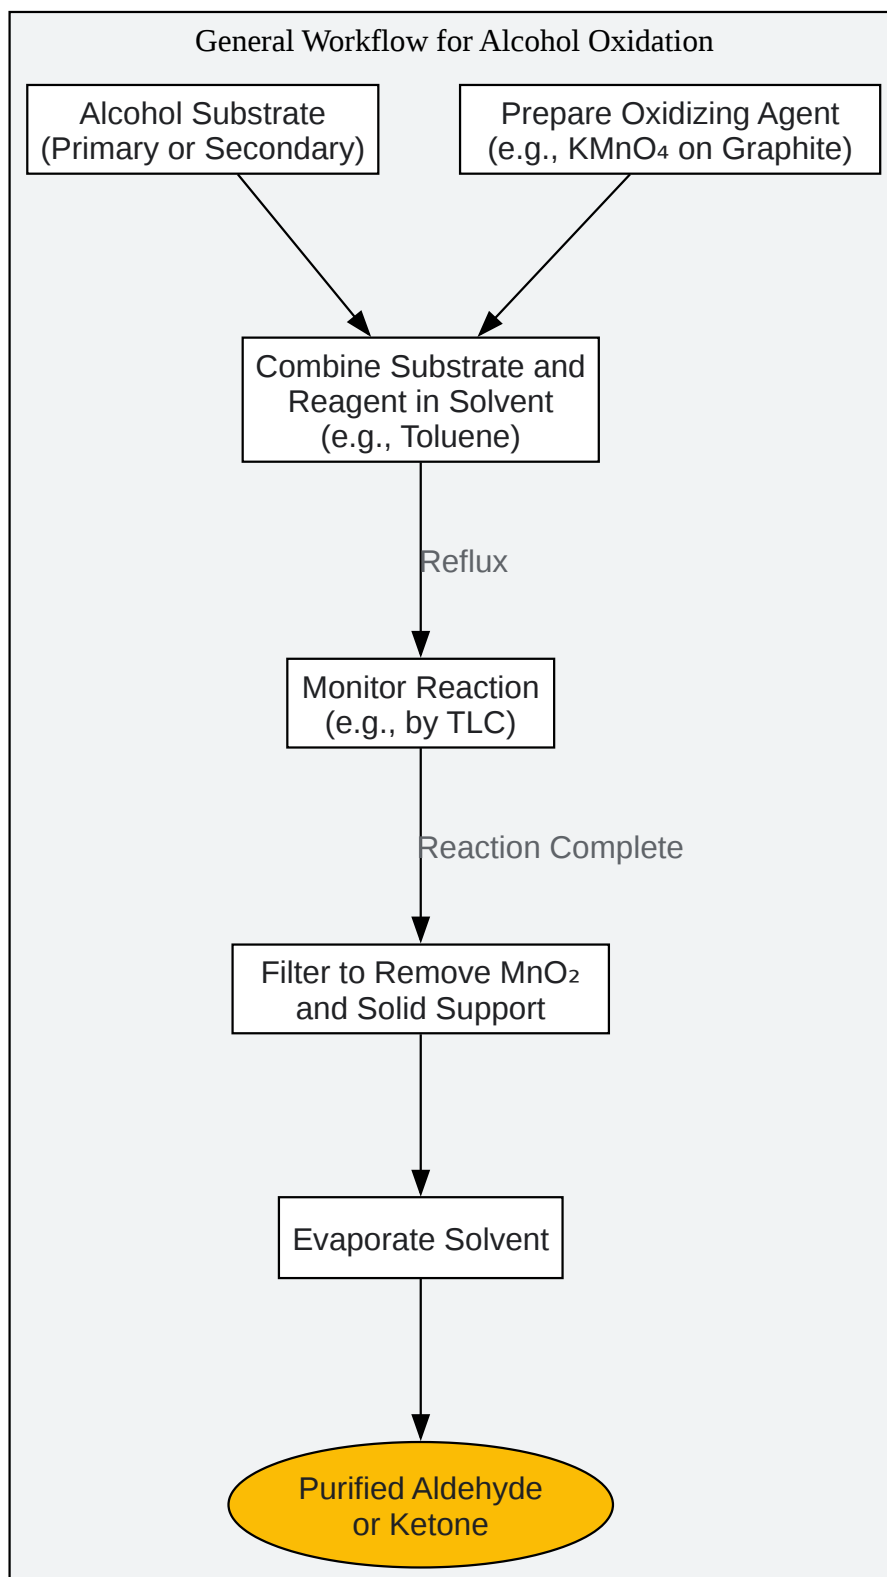 General Workflow for Alcohol Oxidation
Alcohol Substrate
(Primary or Secondary)
Prepare Oxidizing Agent
(e.g., KMnO₄ on Graphite)
Combine Substrate and
Reagent in Solvent
(e.g., Toluene)
Reflux
Monitor Reaction
(e.g., by TLC)
Reaction Complete
Filter to Remove MnO₂
and Solid Support
Evaporate Solvent
Purified Aldehyde
or Ketone